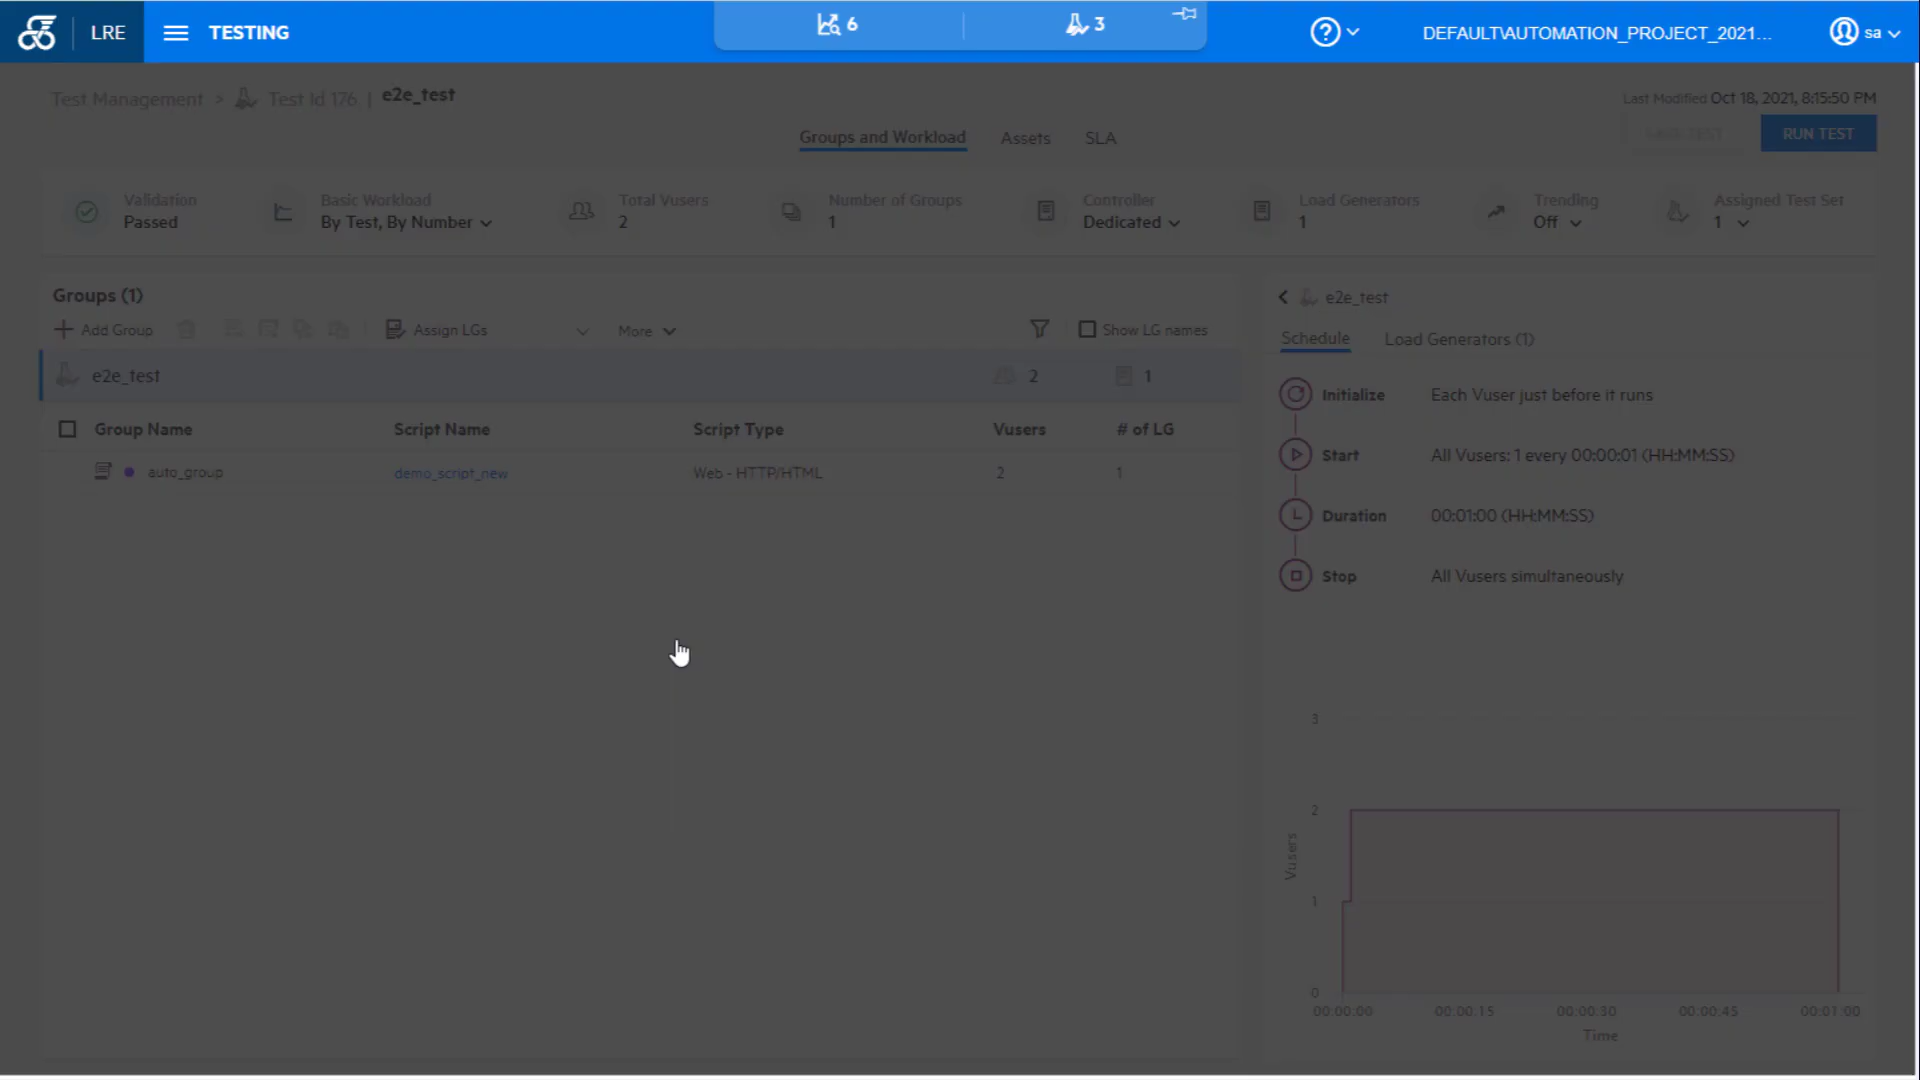 LRE
TESTING
6
3
DEFAULT\AUTOMATION_PROJECT_2021...
sa
Test Management > Test Id 176 | e2e_test
Last Modified Oct 18, 2021, 8:15:50 PM
Groups and Workload
Assets
SLA
SAVE TEST
RUN TEST
Validation
Passed
Basic Workload
By Test, By Number
Total Vusers
2
Number of Groups
1
Controller
Dedicated
Load Generators
1
Trending
Off
Assigned Test Set
1
Groups (1)
Add Group
Assign LGs
More
Show LG names
e2e_test
2
1
Group Name
Script Name
Script Type
Vusers
# of LG
auto_group
demo_script_new
Web - HTTP/HTML
2
1
e2e_test
Schedule
Load Generators (1)
Initialize
Each Vuser just before it runs
Start
All Vusers: 1 every 00:00:01 (HH:MM:SS)
Duration
00:01:00 (HH:MM:SS)
Stop
All Vusers simultaneously
3
2
1
0
Vusers
00:00:00
00:00:15
00:00:30
00:00:45
00:01:00
Time